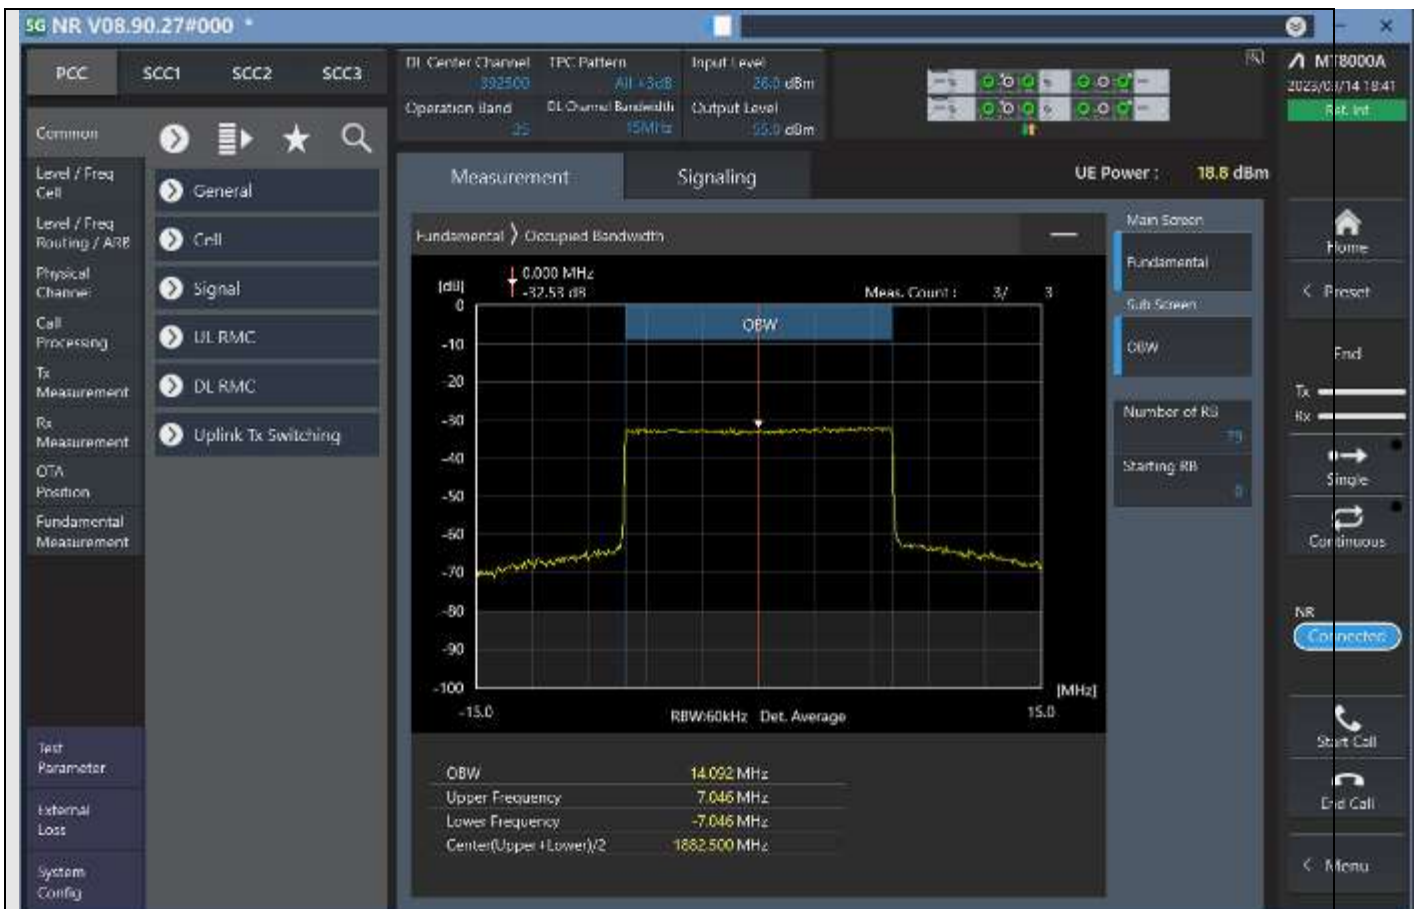 5G NR V08.90.27#000 *
PCC SCC1 SCC2 SCC3
DL Center Channel TPC Pattern Input Level
392500 All +3dB 26.0 dBm
Operation Band DL Channel Bandwidth Output Level
25 15MHz -55.0 dBm
MT8000A
2023/03/14 18:41
Common
Level / Freq
Cell
Level / Freq
Routing / ARB
Physical
Channel
Call
Processing
Tx
Measurement
Rx
Measurement
OTA
Position
Fundamental
Measurement
Test
Parameter
External
Loss
System
Config
General
Cell
Signal
UL RMC
DL RMC
Uplink Tx Switching
Measurement Signaling
UE Power : 18.8 dBm
Fundamental Occupied Bandwidth
[dB] 0.000 MHz
-32.53 dB
Meas. Count : 3/ 3
OBW
0
-10
-20
-30
-40
-50
-60
-70
-80
-90
-100
[MHz]
-15.0 RBW:60kHz Det. Average 15.0
OBW 14.092 MHz
Upper Frequency 7.046 MHz
Lower Frequency -7.046 MHz
Center(Upper+Lower)/2 1882.500 MHz
Main Screen
Fundamental
Sub Screen
OBW
Number of RB
79
Starting RB
0
Home
< Preset
End
Tx
Rx
Single
Continuous
NR
Connected
Start Call
End Call
< Menu